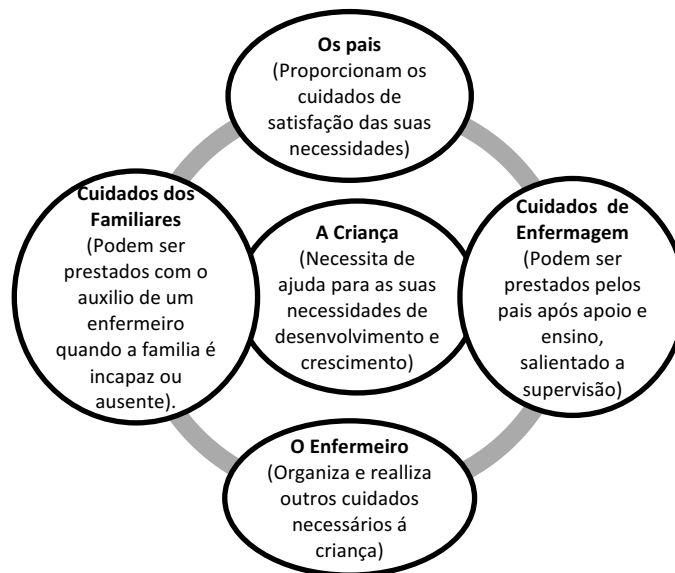 Os pais
(Proporcionam os
cuidados de
satisfação das suas
necessidades)
Cuidados dos
Familiares
(Podem ser
prestados com o
auxilio de um
enfermeiro
quando a familia é
incapaz ou
ausente).
A Criança
(Necessita de
ajuda para as suas
necessidades de
desenvolvimento e
crescimento)
Cuidados de
Enfermagem
(Podem ser
prestados pelos
pais após apoio e
ensino,
salientado a
supervisão)
O Enfermeiro
(Organiza e realliza
outros cuidados
necessários á
criança)